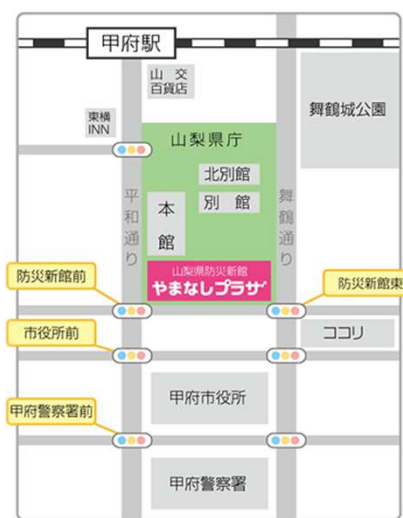 甲府駅
山 交
百貨店
舞鶴城公園
東横
INN
山梨県庁
北別館
別 館
本
館
平和通り
舞鶴通り
山梨県防災新館
やまなしプラザ
防災新館前
防災新館東
市役所前
ココリ
甲府市役所
甲府警察署前
甲府警察署